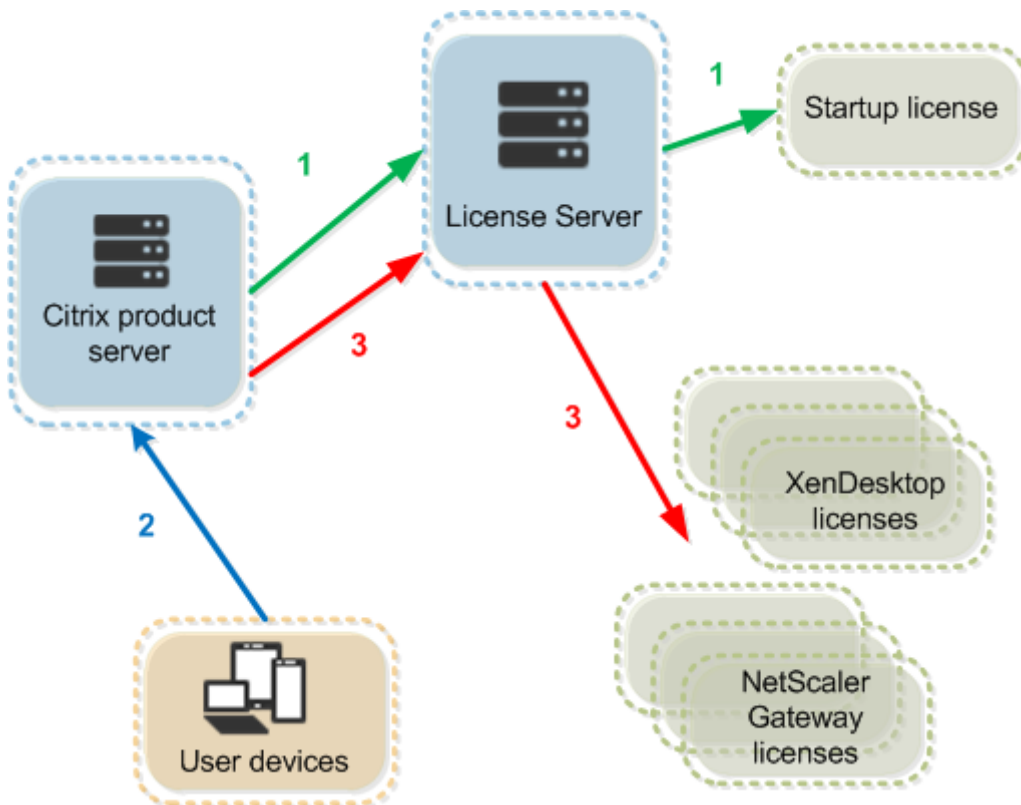 1
Startup license
License Server
1
Citrix product
server
3
3
XenDesktop
licenses
2
NetScaler
Gateway
licenses
User devices